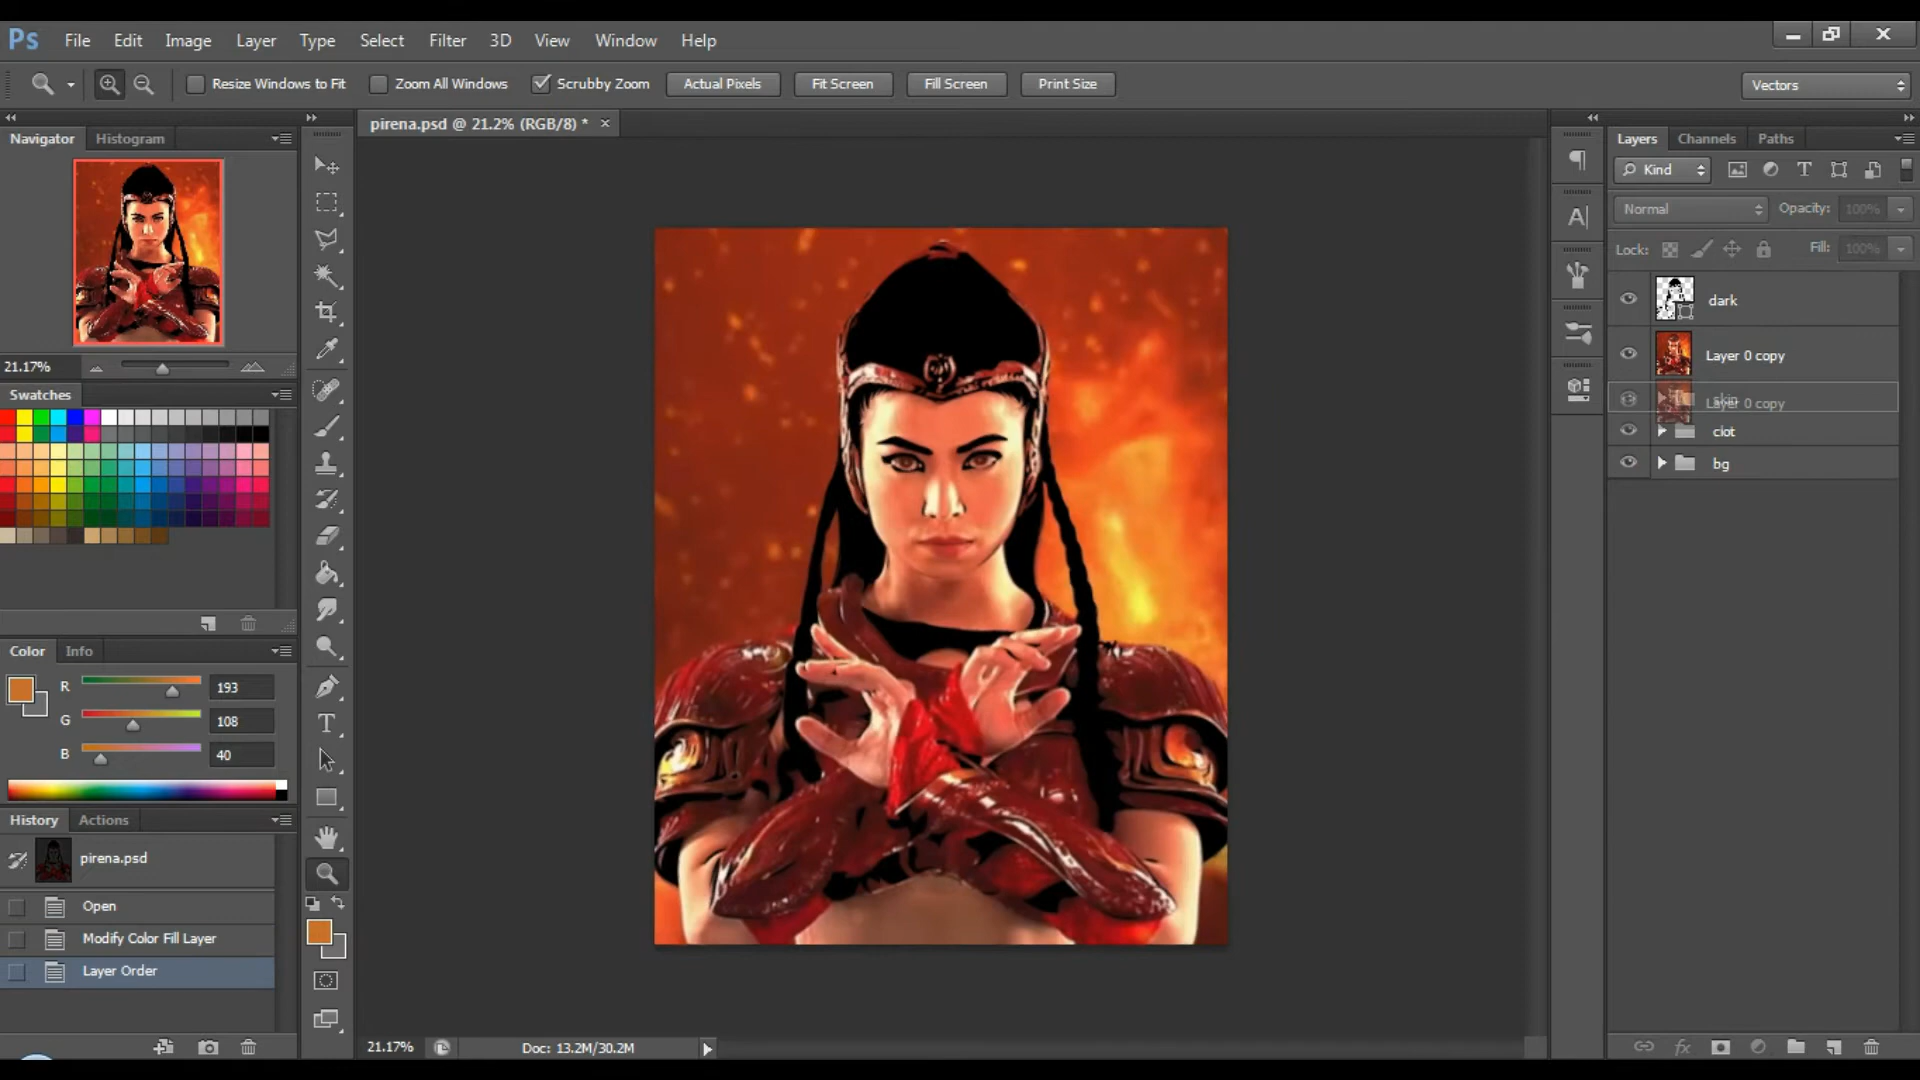 Ps File Edit Image Layer Type Select Filter 3D View Window Help
Resize Windows to Fit Zoom All Windows Scrubby Zoom Actual Pixels Fit Screen Fill Screen Print Size Vectors
Navigator Histogram
pirena.psd @ 21.2% (RGB/8) * ×
Layers Channels Paths
Kind
Normal Opacity: 100%
Lock: Fill: 100%
dark
Layer 0 copy
skin
Layer 0 copy
clot
bg
21.17%
Swatches
Color Info
R 193
G 108
B 40
History Actions
pirena.psd
Open
Modify Color Fill Layer
Layer Order
21.17% Doc: 13.2M/30.2M